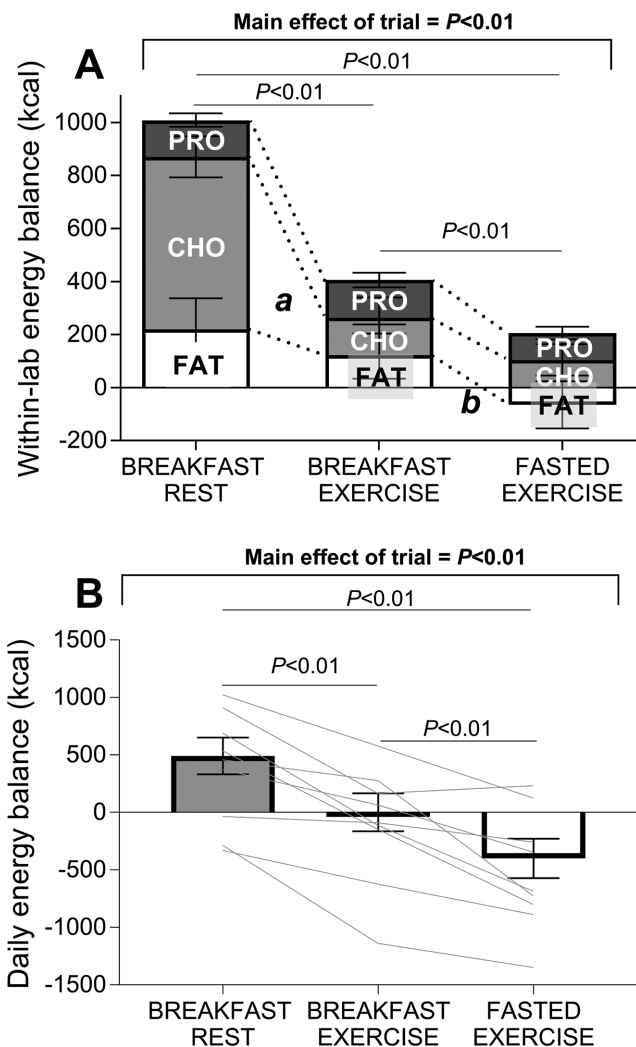 Main effect of trial = P<0.01
A
P<0.01
P<0.01
P<0.01
Within-lab energy balance (kcal)
1000
800
600
400
200
0
-200
PRO
CHO
FAT
a
PRO
CHO
FAT
b
PRO
CHO
FAT
BREAKFAST
REST
BREAKFAST
EXERCISE
FASTED
EXERCISE
Main effect of trial = P<0.01
B
P<0.01
P<0.01
P<0.01
Daily energy balance (kcal)
1500
1000
500
0
-500
-1000
-1500
BREAKFAST
REST
BREAKFAST
EXERCISE
FASTED
EXERCISE